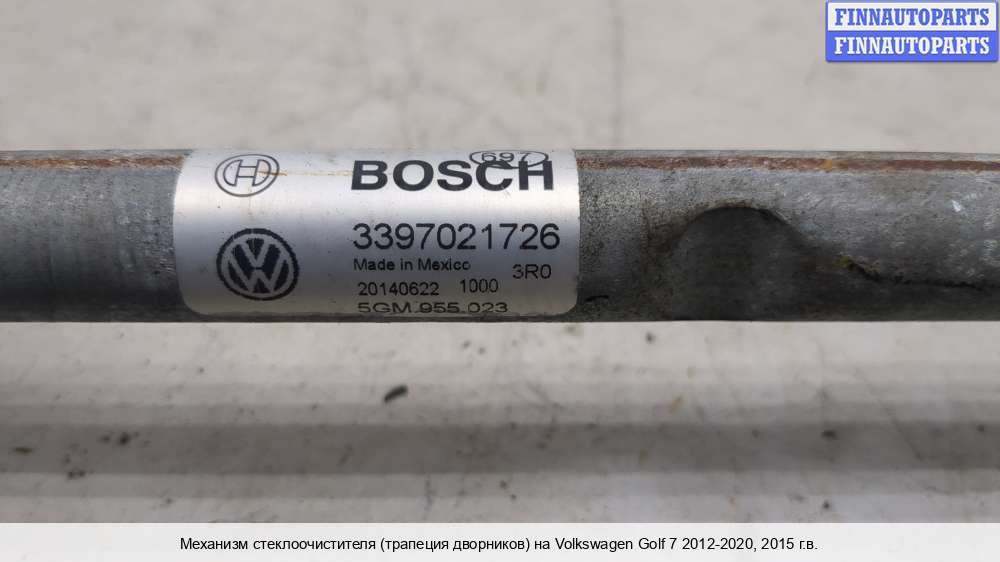 FINNAUTOPARTS
FINNAUTOPARTS
697
BOSCH
3397021726
Made in Mexico 3R0
20140622 1000
5GM 955 023
Механизм стеклоочистителя (трапеция дворников) на Volkswagen Golf 7 2012-2020, 2015 г.в.